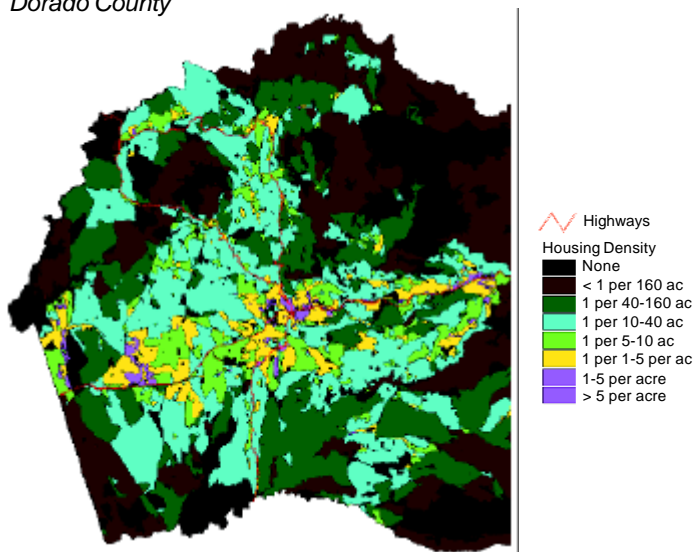 Dorado County
Highways
Housing Density
None
< 1 per 160 ac
1 per 40-160 ac
1 per 10-40 ac
1 per 5-10 ac
1 per 1-5 per ac
1-5 per acre
> 5 per acre